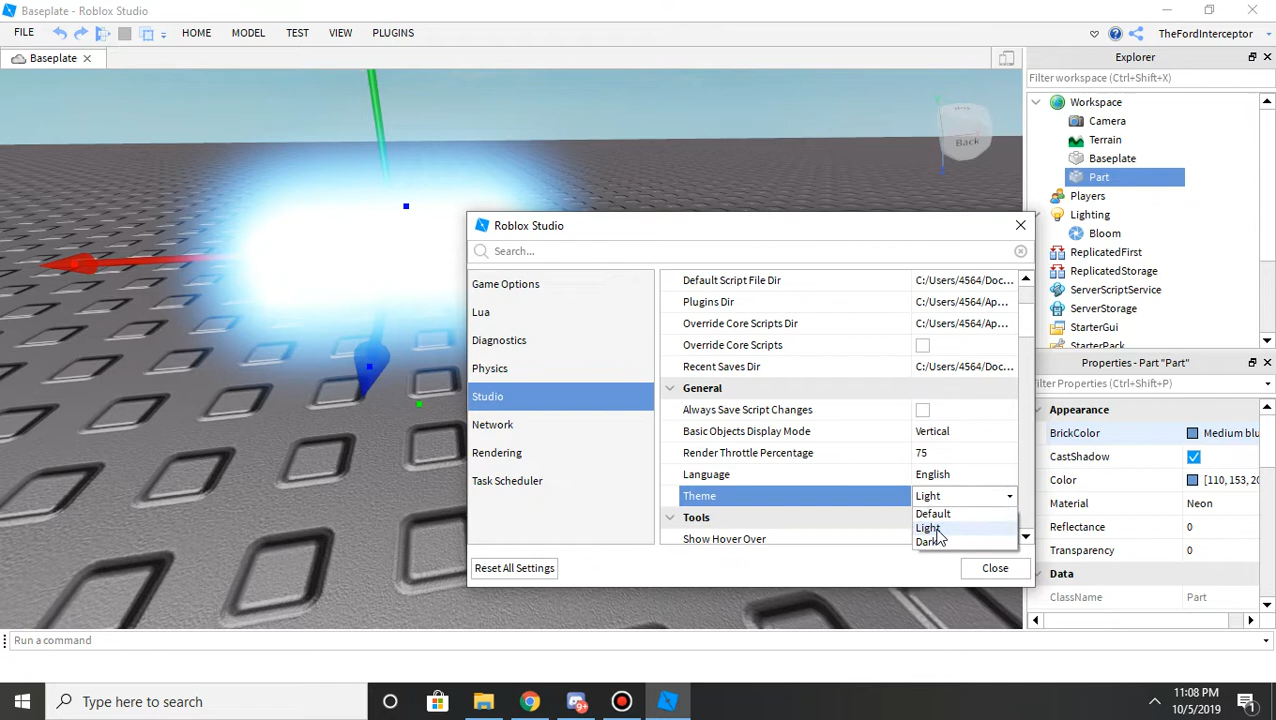 Baseplate - Roblox Studio
FILE HOME MODEL TEST VIEW PLUGINS TheFordInterceptor
Baseplate
Back
Explorer
Filter workspace (Ctrl+Shift+X)
Workspace
Camera
Terrain
Baseplate
Part
Players
Lighting
Bloom
ReplicatedFirst
ReplicatedStorage
ServerScriptService
ServerStorage
StarterGui
StarterPack
Properties - Part "Part"
Filter Properties (Ctrl+Shift+P)
Appearance
BrickColor Medium blu
CastShadow
Color [110, 153, 20
Material Neon
Reflectance 0
Transparency 0
Data
ClassName Part
Roblox Studio
Search...
Game Options
Lua
Diagnostics
Physics
Studio
Network
Rendering
Task Scheduler
Default Script File Dir C:/Users/4564/Doc...
Plugins Dir C:/Users/4564/Ap...
Override Core Scripts Dir C:/Users/4564/Ap...
Override Core Scripts
Recent Saves Dir C:/Users/4564/Doc...
General
Always Save Script Changes
Basic Objects Display Mode Vertical
Render Throttle Percentage 75
Language English
Theme Light
Default
Light
Dark
Tools
Show Hover Over
Reset All Settings Close
Run a command
Type here to search
9+
11:08 PM
10/5/2019
1